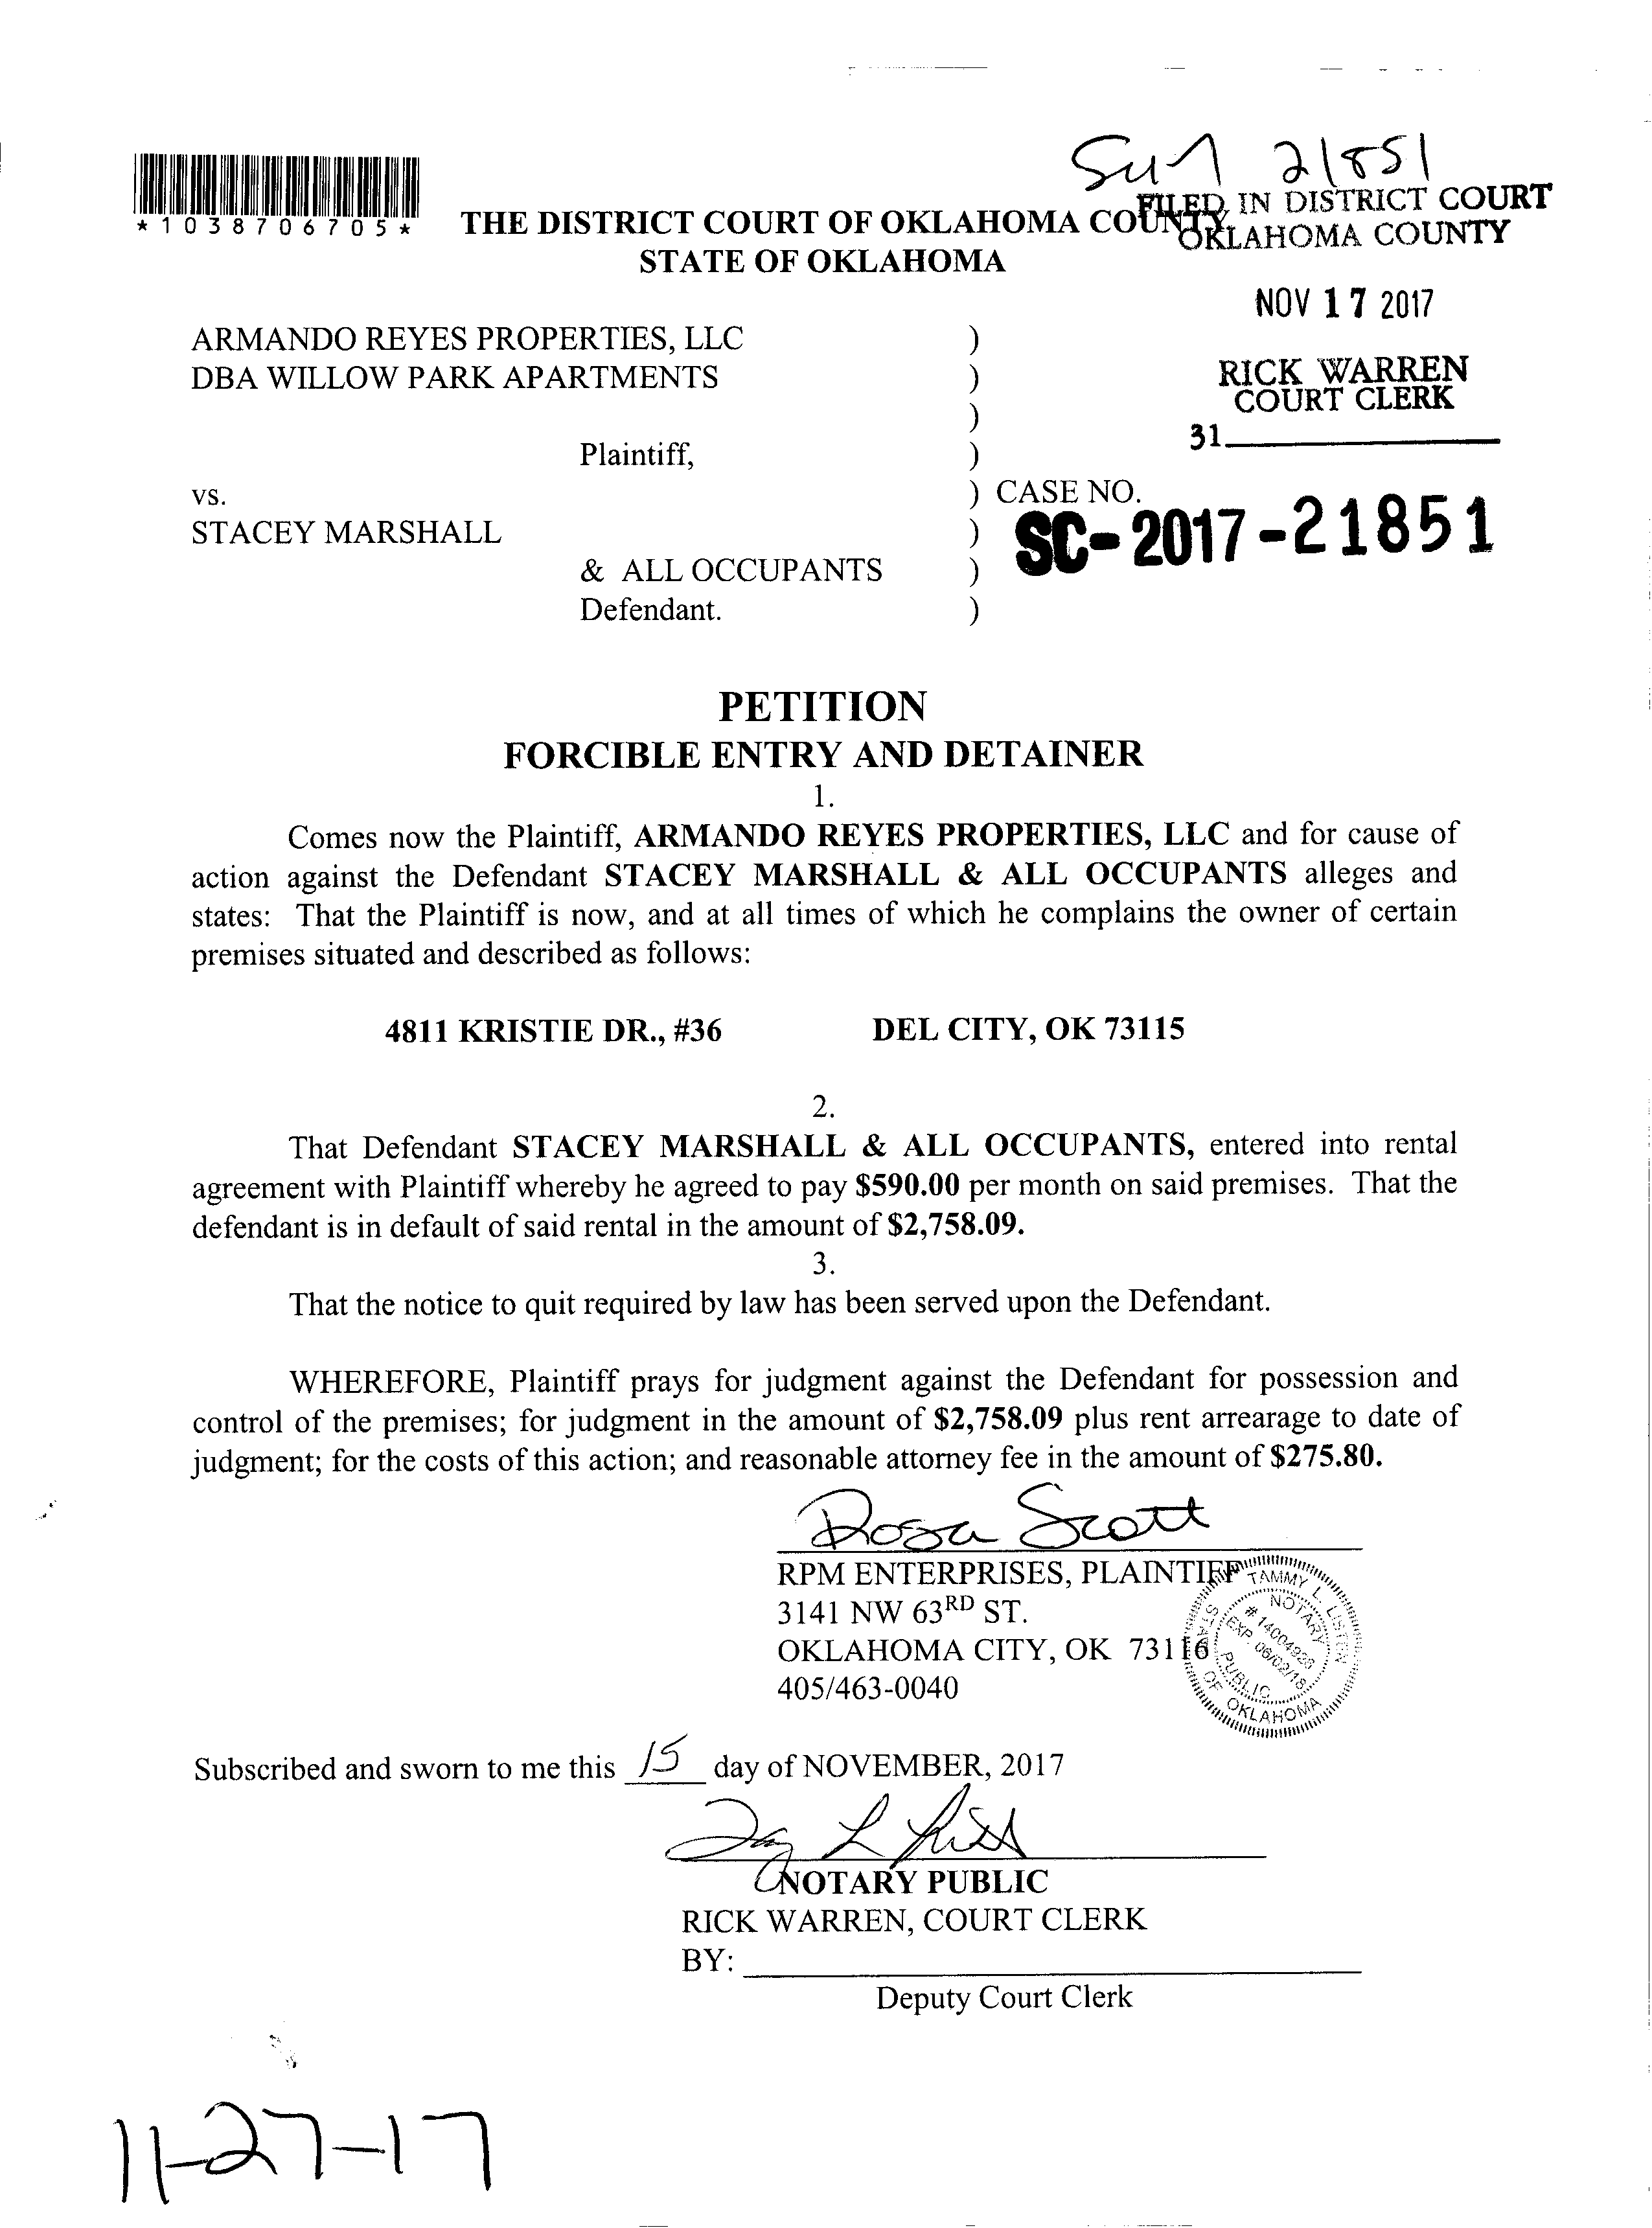 21851
*1038706705*
THE DISTRICT COURT OF OKLAHOMA COUNTY
STATE OF OKLAHOMA
FILED IN DISTRICT COURT
OKLAHOMA COUNTY
NOV 17 2017
RICK WARREN
COURT CLERK
31
ARMANDO REYES PROPERTIES, LLC )
DBA WILLOW PARK APARTMENTS )
)
Plaintiff, )
vs. ) CASE NO.
STACEY MARSHALL ) SC-2017-21851
& ALL OCCUPANTS )
Defendant. )
PETITION
FORCIBLE ENTRY AND DETAINER
1.
Comes now the Plaintiff, ARMANDO REYES PROPERTIES, LLC and for cause of
action against the Defendant STACEY MARSHALL & ALL OCCUPANTS alleges and
states: That the Plaintiff is now, and at all times of which he complains the owner of certain
premises situated and described as follows:
4811 KRISTIE DR., #36 DEL CITY, OK 73115
2.
That Defendant STACEY MARSHALL & ALL OCCUPANTS, entered into rental
agreement with Plaintiff whereby he agreed to pay $590.00 per month on said premises. That the
defendant is in default of said rental in the amount of $2,758.09.
3.
That the notice to quit required by law has been served upon the Defendant.
WHEREFORE, Plaintiff prays for judgment against the Defendant for possession and
control of the premises; for judgment in the amount of $2,758.09 plus rent arrearage to date of
judgment; for the costs of this action; and reasonable attorney fee in the amount of $275.80.
Rosa Scott
RPM ENTERPRISES, PLAINTIFF
3141 NW 63RD ST.
OKLAHOMA CITY, OK 73116
405/463-0040
TAMMY L. LISTEN
NOTARY
# 14004926
EXP. 06/02/18
PUBLIC
STATE OF OKLAHOMA
Subscribed and sworn to me this 15 day of NOVEMBER, 2017
NOTARY PUBLIC
RICK WARREN, COURT CLERK
BY:
Deputy Court Clerk
11-27-17